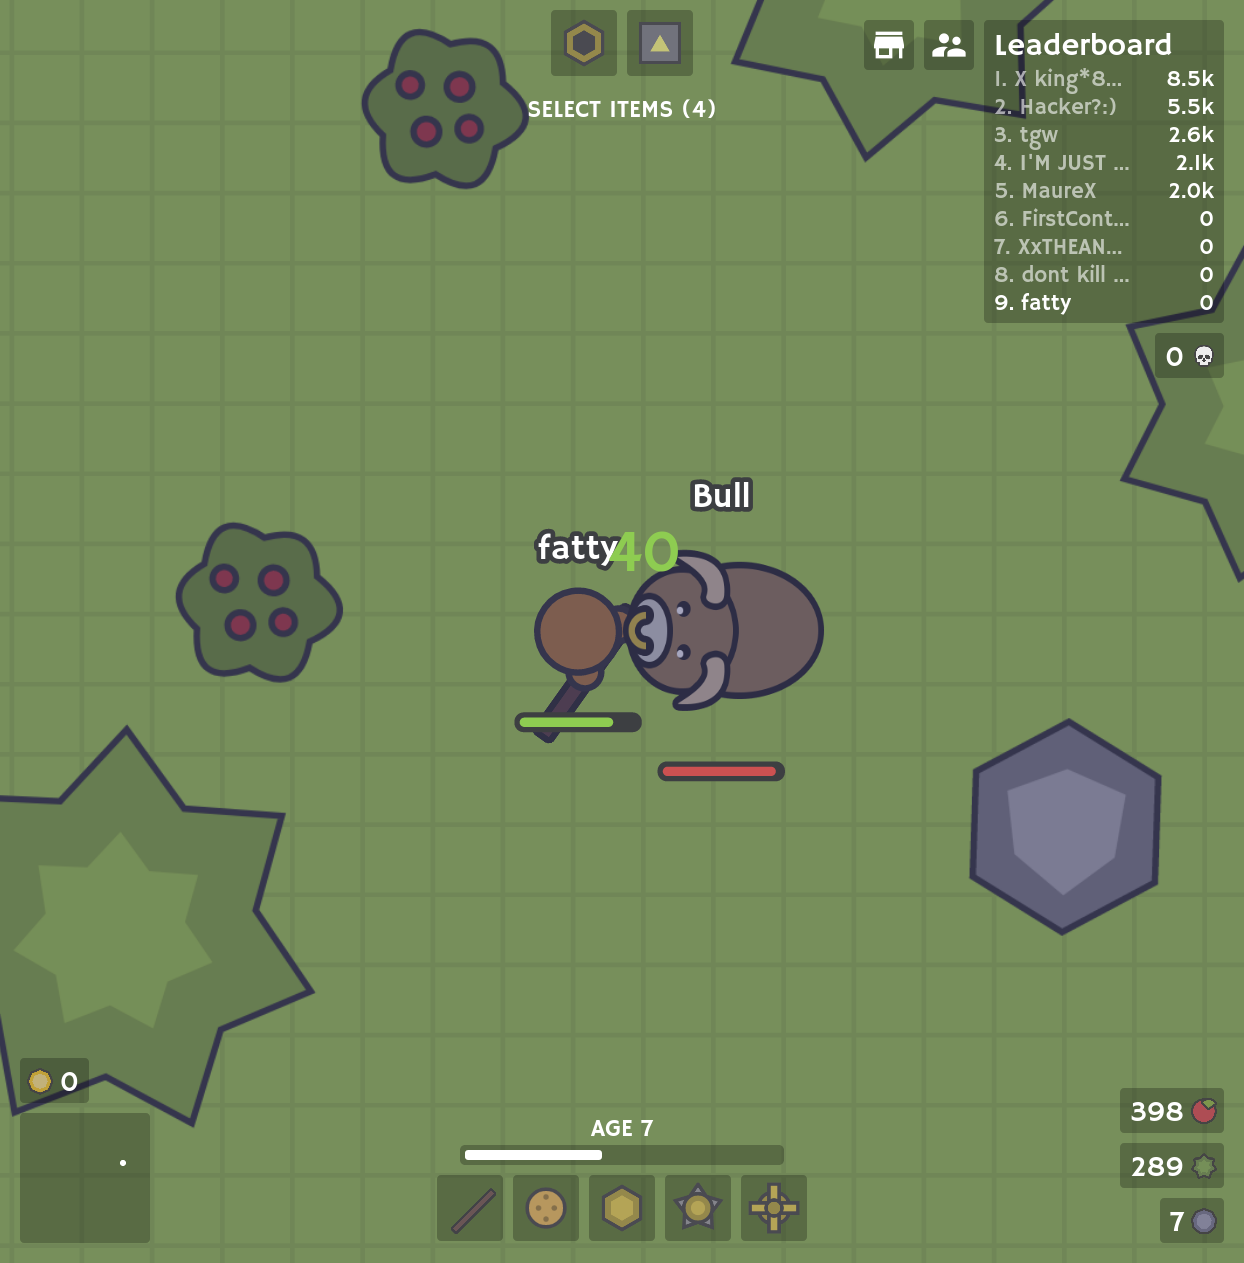 SELECT ITEMS (4)
Leaderboard
1. X king*8... 8.5k
2. Hacker?:) 5.5k
3. tgw 2.6k
4. I'M JUST ... 2.1k
5. MaureX 2.0k
6. FirstCont... 0
7. XxTHEAN... 0
8. dont kill ... 0
9. fatty 0
0
Bull
fatty
40
0
AGE 7
398
289
7